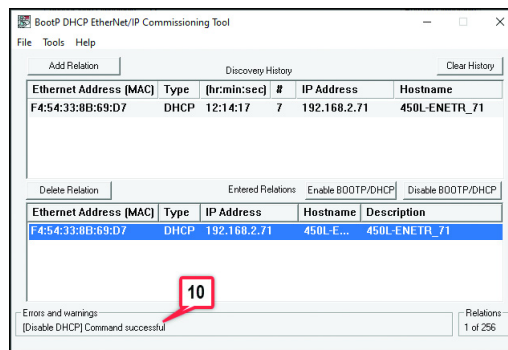 BootP DHCP EtherNet/IP Commissioning Tool
File Tools Help
Add Relation Discovery History Clear History
Ethernet Address (MAC) Type (hr:min:sec) # IP Address Hostname
F4:54:33:8B:69:D7 DHCP 12:14:17 7 192.168.2.71 450L-ENETR_71
Delete Relation Entered Relations Enable BOOTP/DHCP Disable BOOTP/DHCP
Ethernet Address (MAC) Type IP Address Hostname Description
F4:54:33:8B:69:D7 DHCP 192.168.2.71 450L-E... 450L-ENETR_71
10
Errors and warnings Relations
[Disable DHCP] Command successful 1 of 256